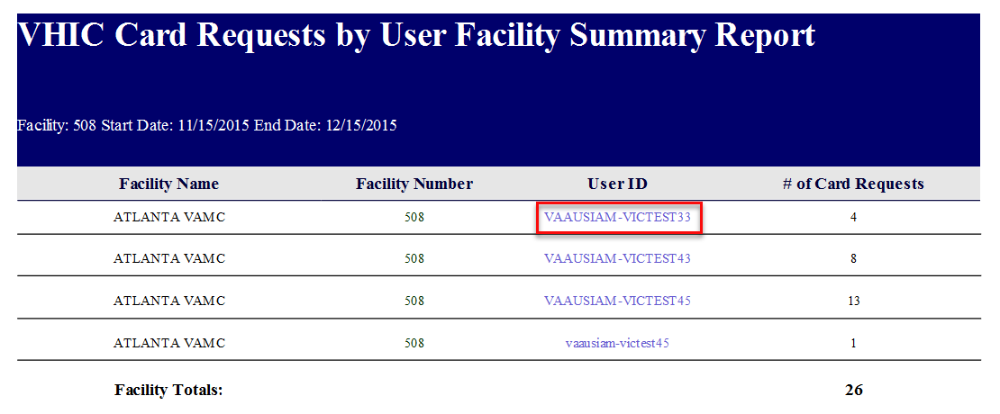 VHIC Card Requests by User Facility Summary Report
Facility: 508 Start Date: 11/15/2015 End Date: 12/15/2015
Facility Name Facility Number User ID # of Card Requests
ATLANTA VAMC 508 VAAUSIAM-VICTEST33 4
ATLANTA VAMC 508 VAAUSIAM-VICTEST43 8
ATLANTA VAMC 508 VAAUSIAM-VICTEST45 13
ATLANTA VAMC 508 vaausiam-victest45 1
Facility Totals: 26